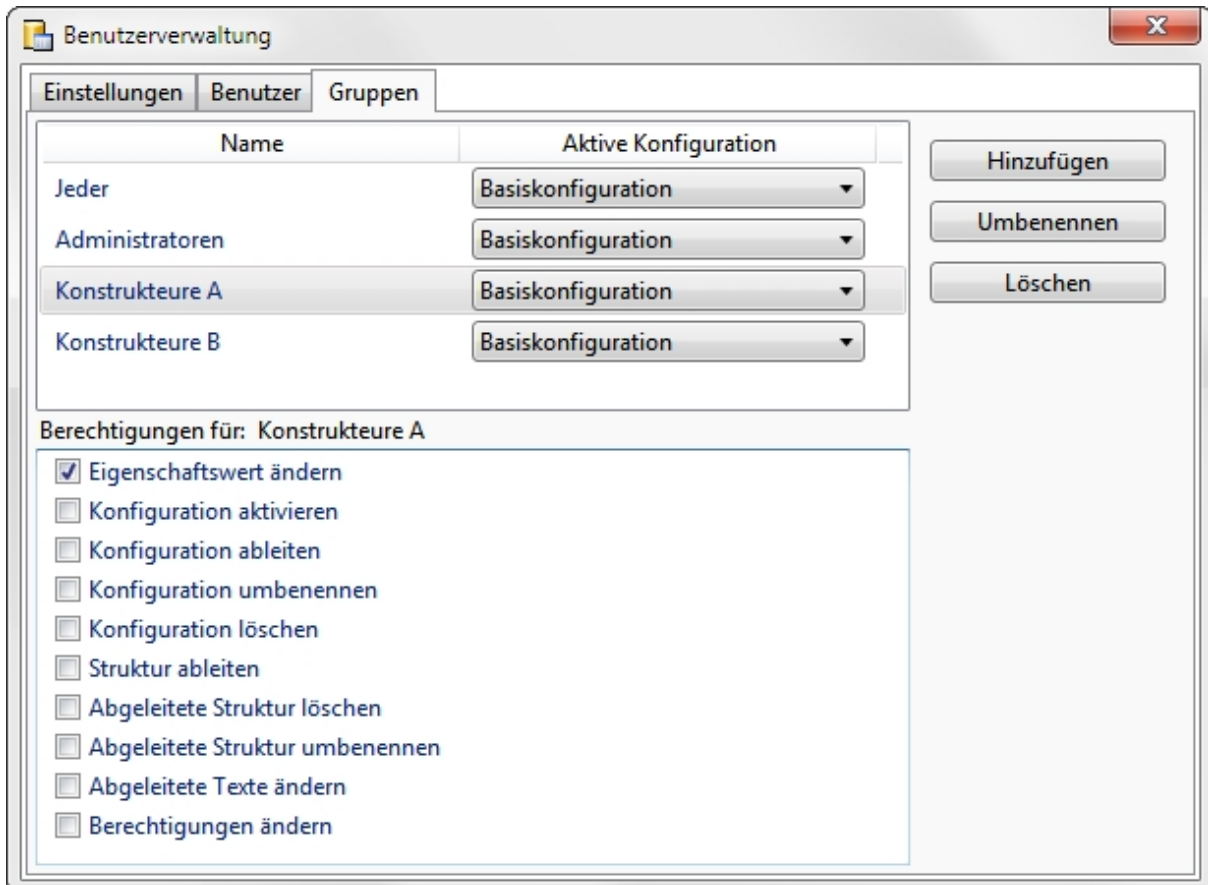 Benutzerverwaltung
Einstellungen Benutzer Gruppen
Name Aktive Konfiguration
Jeder Basiskonfiguration
Administratoren Basiskonfiguration
Konstrukteure A Basiskonfiguration
Konstrukteure B Basiskonfiguration
Hinzufügen
Umbenennen
Löschen
Berechtigungen für: Konstrukteure A
Eigenschaftswert ändern
Konfiguration aktivieren
Konfiguration ableiten
Konfiguration umbenennen
Konfiguration löschen
Struktur ableiten
Abgeleitete Struktur löschen
Abgeleitete Struktur umbenennen
Abgeleitete Texte ändern
Berechtigungen ändern